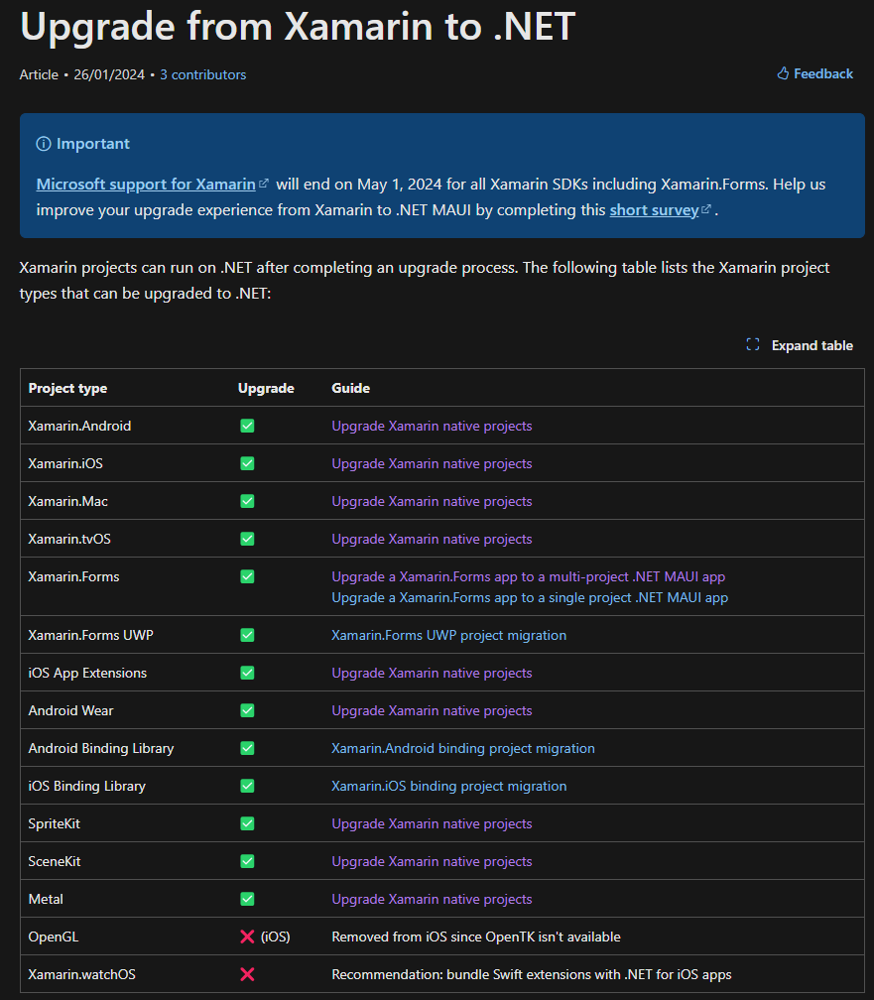 Upgrade from Xamarin to .NET
Article • 26/01/2024 • 3 contributors
Feedback
Important
Microsoft support for Xamarin will end on May 1, 2024 for all Xamarin SDKs including Xamarin.Forms. Help us
improve your upgrade experience from Xamarin to .NET MAUI by completing this short survey .
Xamarin projects can run on .NET after completing an upgrade process. The following table lists the Xamarin project
types that can be upgraded to .NET:
Expand table
Project type Upgrade Guide
Xamarin.Android ✅ Upgrade Xamarin native projects
Xamarin.iOS ✅ Upgrade Xamarin native projects
Xamarin.Mac ✅ Upgrade Xamarin native projects
Xamarin.tvOS ✅ Upgrade Xamarin native projects
Xamarin.Forms ✅ Upgrade a Xamarin.Forms app to a multi-project .NET MAUI app
Upgrade a Xamarin.Forms app to a single project .NET MAUI app
Xamarin.Forms UWP ✅ Xamarin.Forms UWP project migration
iOS App Extensions ✅ Upgrade Xamarin native projects
Android Wear ✅ Upgrade Xamarin native projects
Android Binding Library ✅ Xamarin.Android binding project migration
iOS Binding Library ✅ Xamarin.iOS binding project migration
SpriteKit ✅ Upgrade Xamarin native projects
SceneKit ✅ Upgrade Xamarin native projects
Metal ✅ Upgrade Xamarin native projects
OpenGL ❌ (iOS) Removed from iOS since OpenTK isn't available
Xamarin.watchOS ❌ Recommendation: bundle Swift extensions with .NET for iOS apps